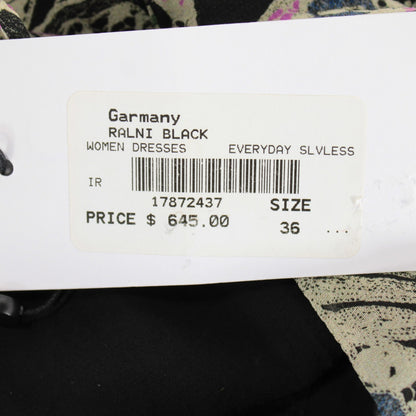 Garmany
RALNI BLACK
WOMEN DRESSES EVERYDAY SLVLESS
IR
17872437 SIZE
PRICE $ 645.00 36 ...